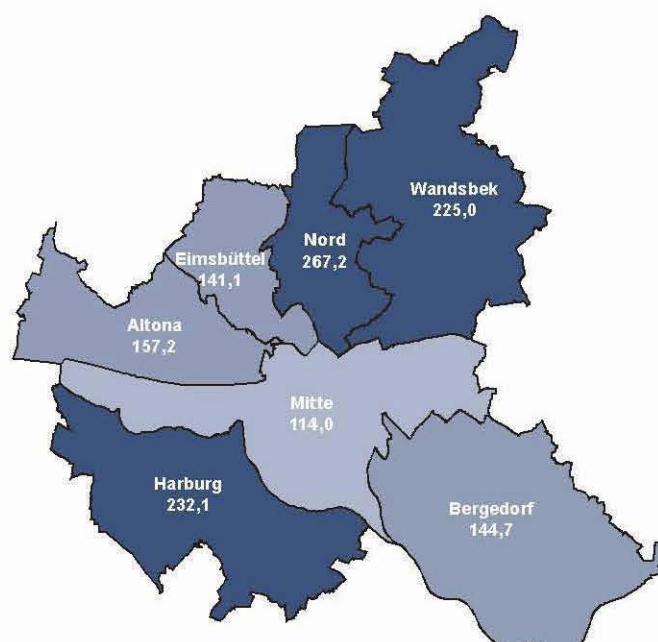 Wandsbek
225,0
Nord
267,2
Eimsbüttel
141,1
Altona
157,2
Mitte
114,0
Harburg
232,1
Bergedorf
144,7